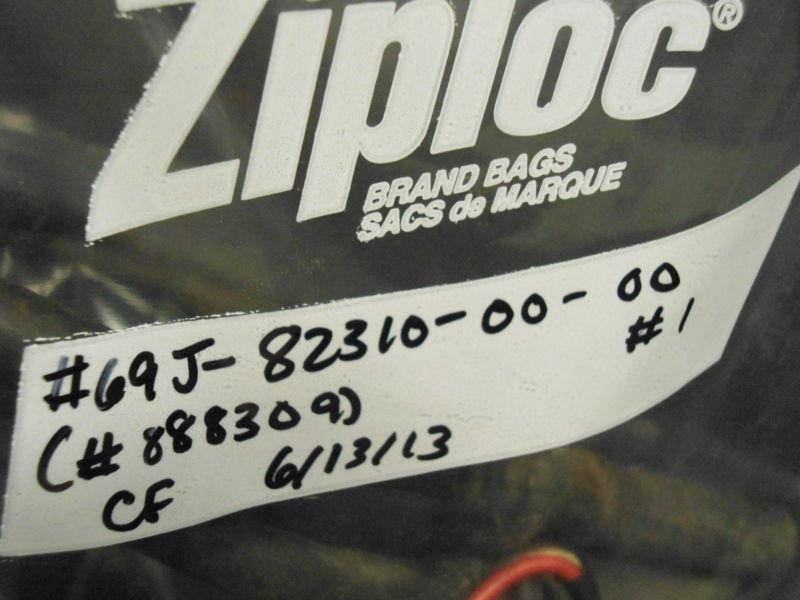 Ziploc®
BRAND BAGS
SACS de MARQUE
#69J-82310-00-00
#1
(#888309)
CF 6/13/13